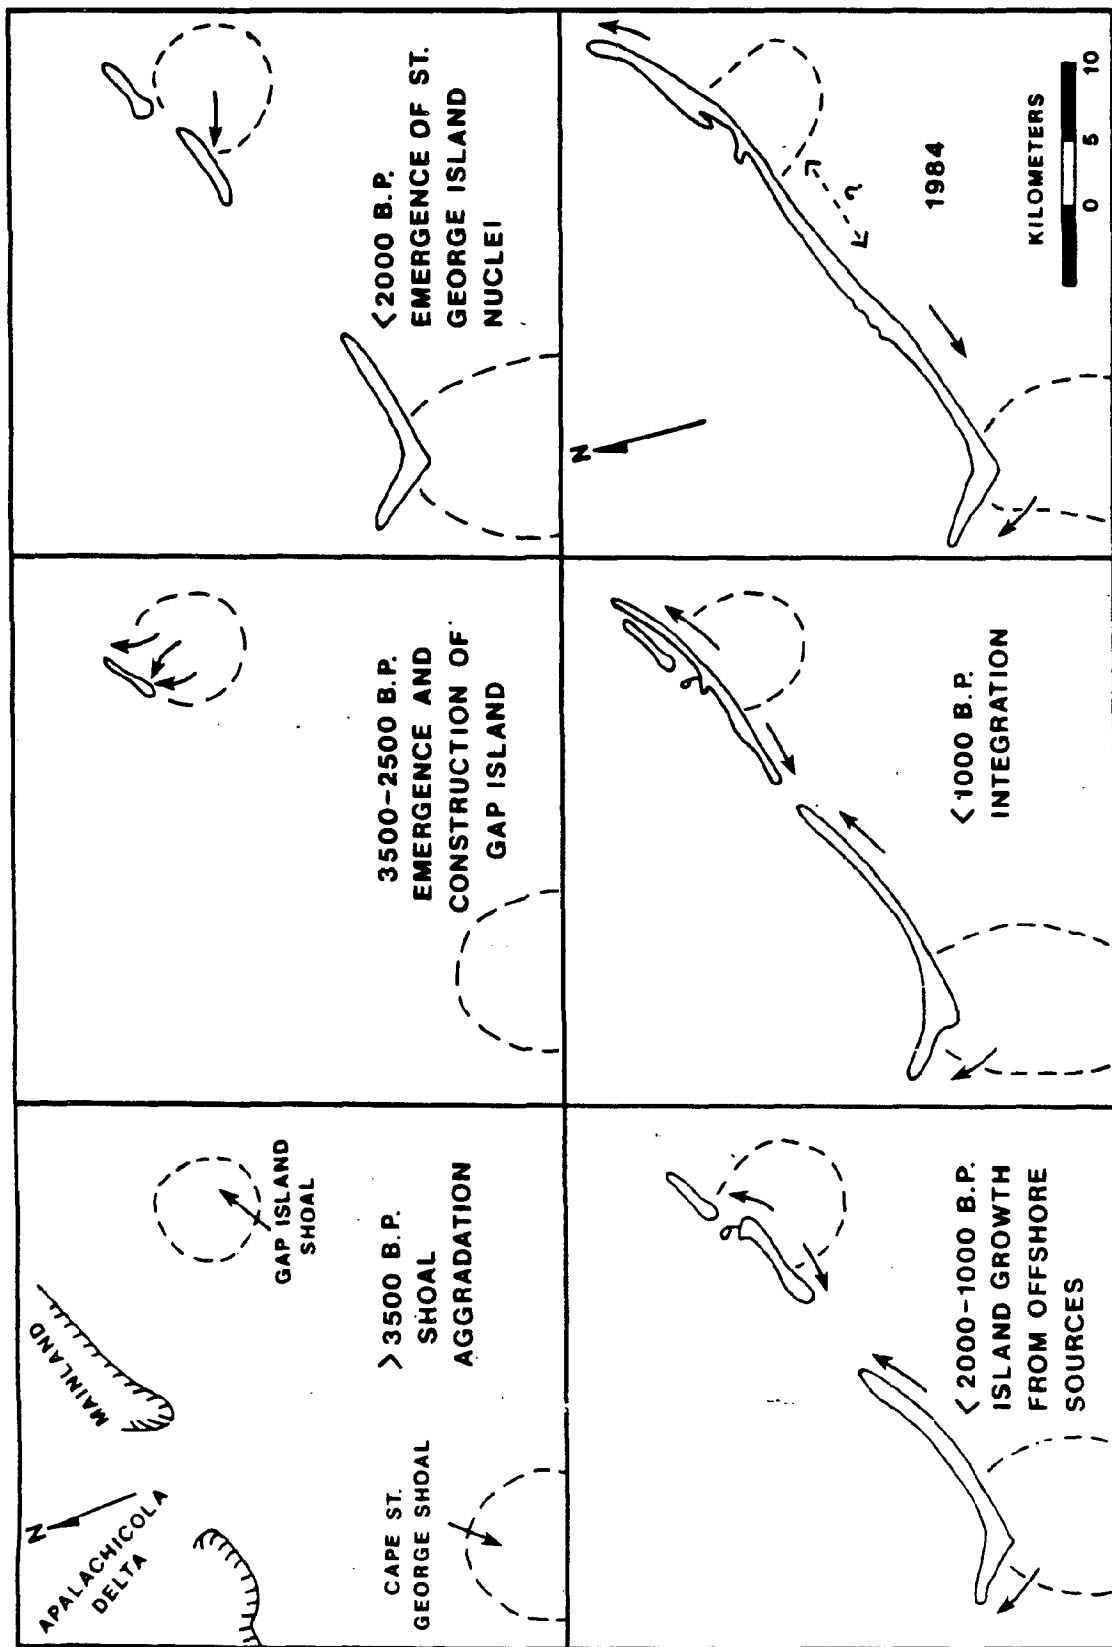 N
APALACHICOLA
DELTA
MAINLAND
GAP ISLAND
SHOAL
CAPE ST.
GEORGE SHOAL
>3500 B.P.
SHOAL
AGGRADATION
3500-2500 B.P.
EMERGENCE AND
CONSTRUCTION OF
GAP ISLAND
<2000 B.P.
EMERGENCE OF ST.
GEORGE ISLAND
NUCLEI
<2000-1000 B.P.
ISLAND GROWTH
FROM OFFSHORE
SOURCES
<1000 B.P.
INTEGRATION
N
?
1984
KILOMETERS
0 5 10